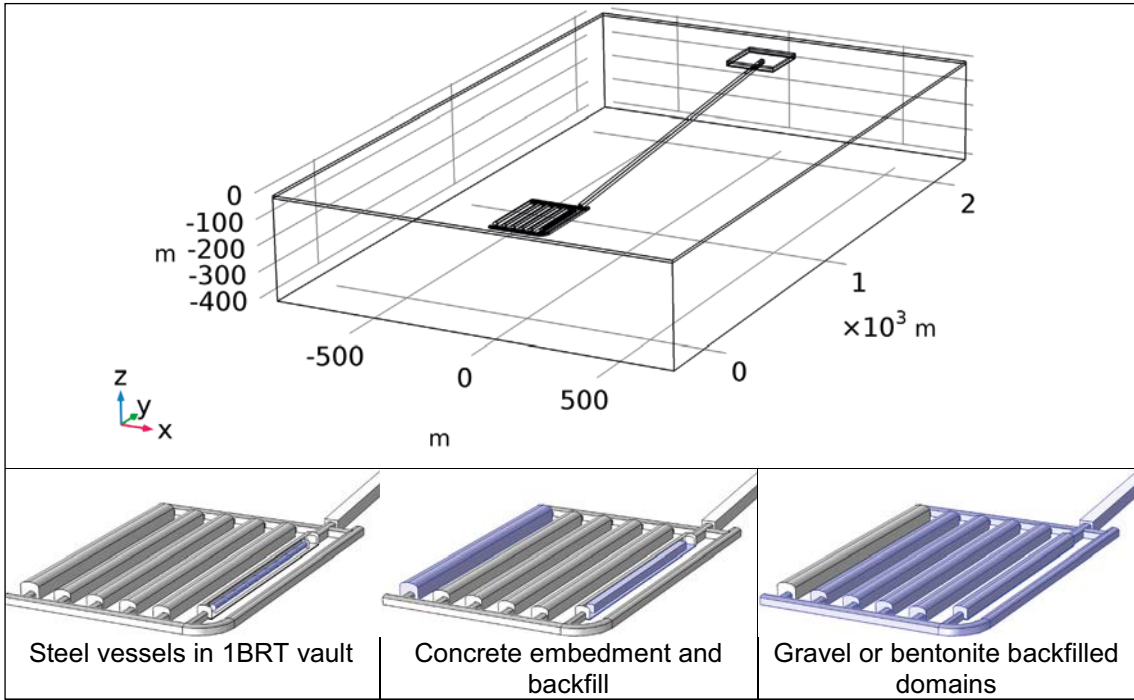 0
-100
m -200
-300
-400
2
1
×10³ m
0
-500
0
500
m
z
y
x
Steel vessels in 1BRT vault
Concrete embedment and
backfill
Gravel or bentonite backfilled
domains